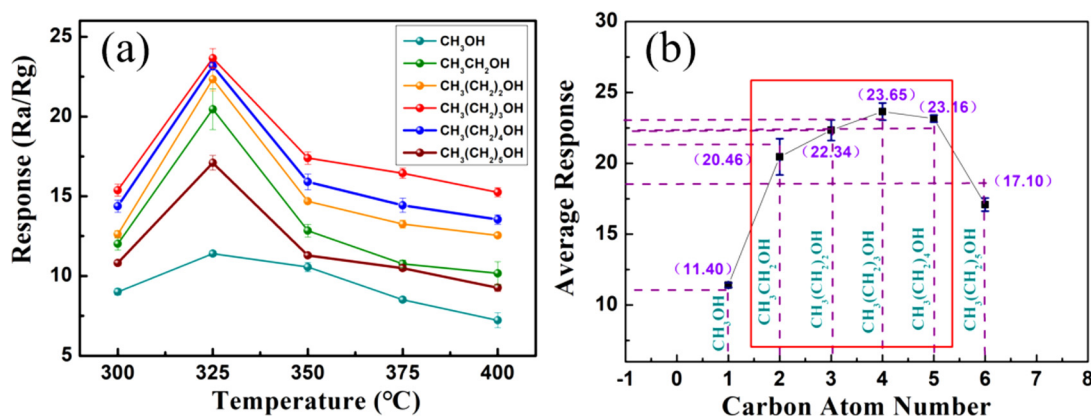 (a)
Response (Ra/Rg)
25
20
15
10
5
300 325 350 375 400
Temperature (℃)
CH₃OH
CH₃CH₂OH
CH₃(CH₂)₂OH
CH₃(CH₂)₃OH
CH₃(CH₂)₄OH
CH₃(CH₂)₅OH
(b)
Average Response
30
25
20
15
10
-1 0 1 2 3 4 5 6 7 8
Carbon Atom Number
(11.40)
(20.46)
(22.34)
(23.65)
(23.16)
(17.10)
CH₃OH
CH₃CH₂OH
CH₃(CH₂)₂OH
CH₃(CH₂)₃OH
CH₃(CH₂)₄OH
CH₃(CH₂)₅OH